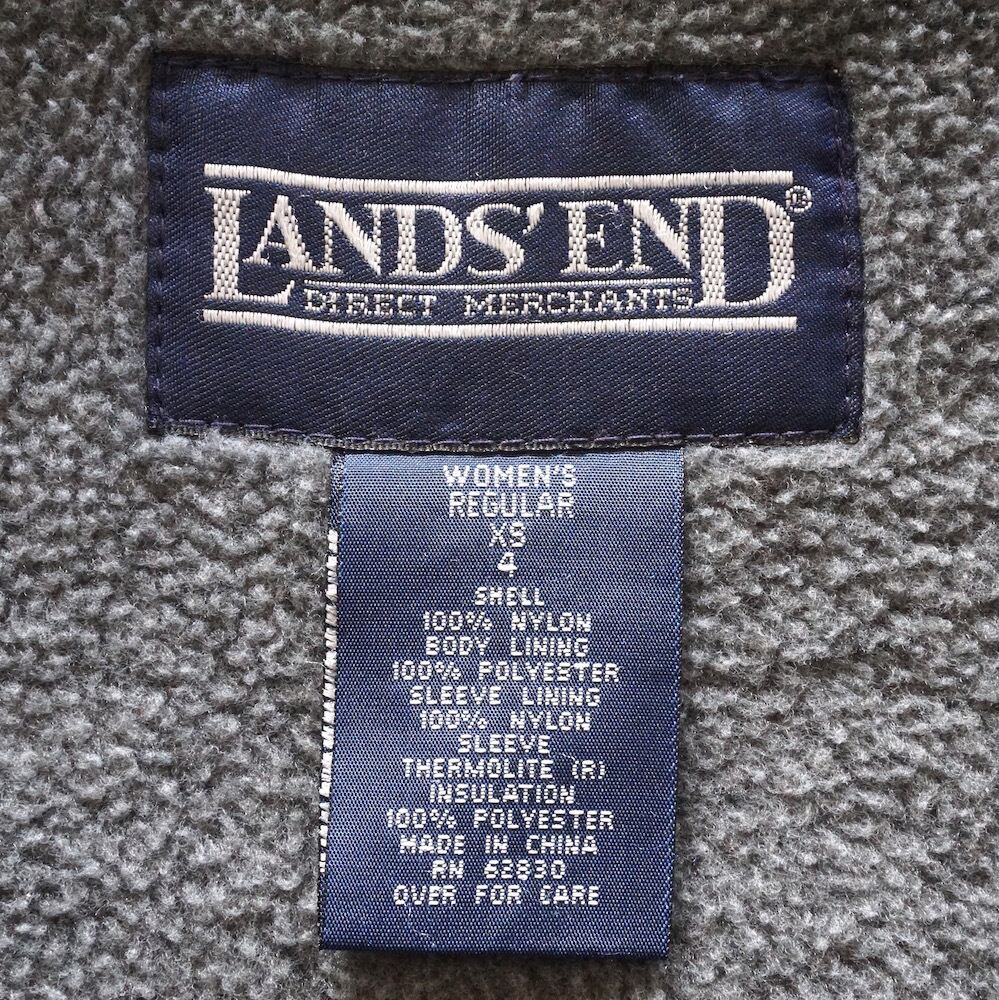 LANDS' END®
DIRECT MERCHANTS
WOMEN'S
REGULAR
XS
4
SHELL
100% NYLON
BODY LINING
100% POLYESTER
SLEEVE LINING
100% NYLON
SLEEVE
THERMOLITE (R)
INSULATION
100% POLYESTER
MADE IN CHINA
RN 62830
OVER FOR CARE